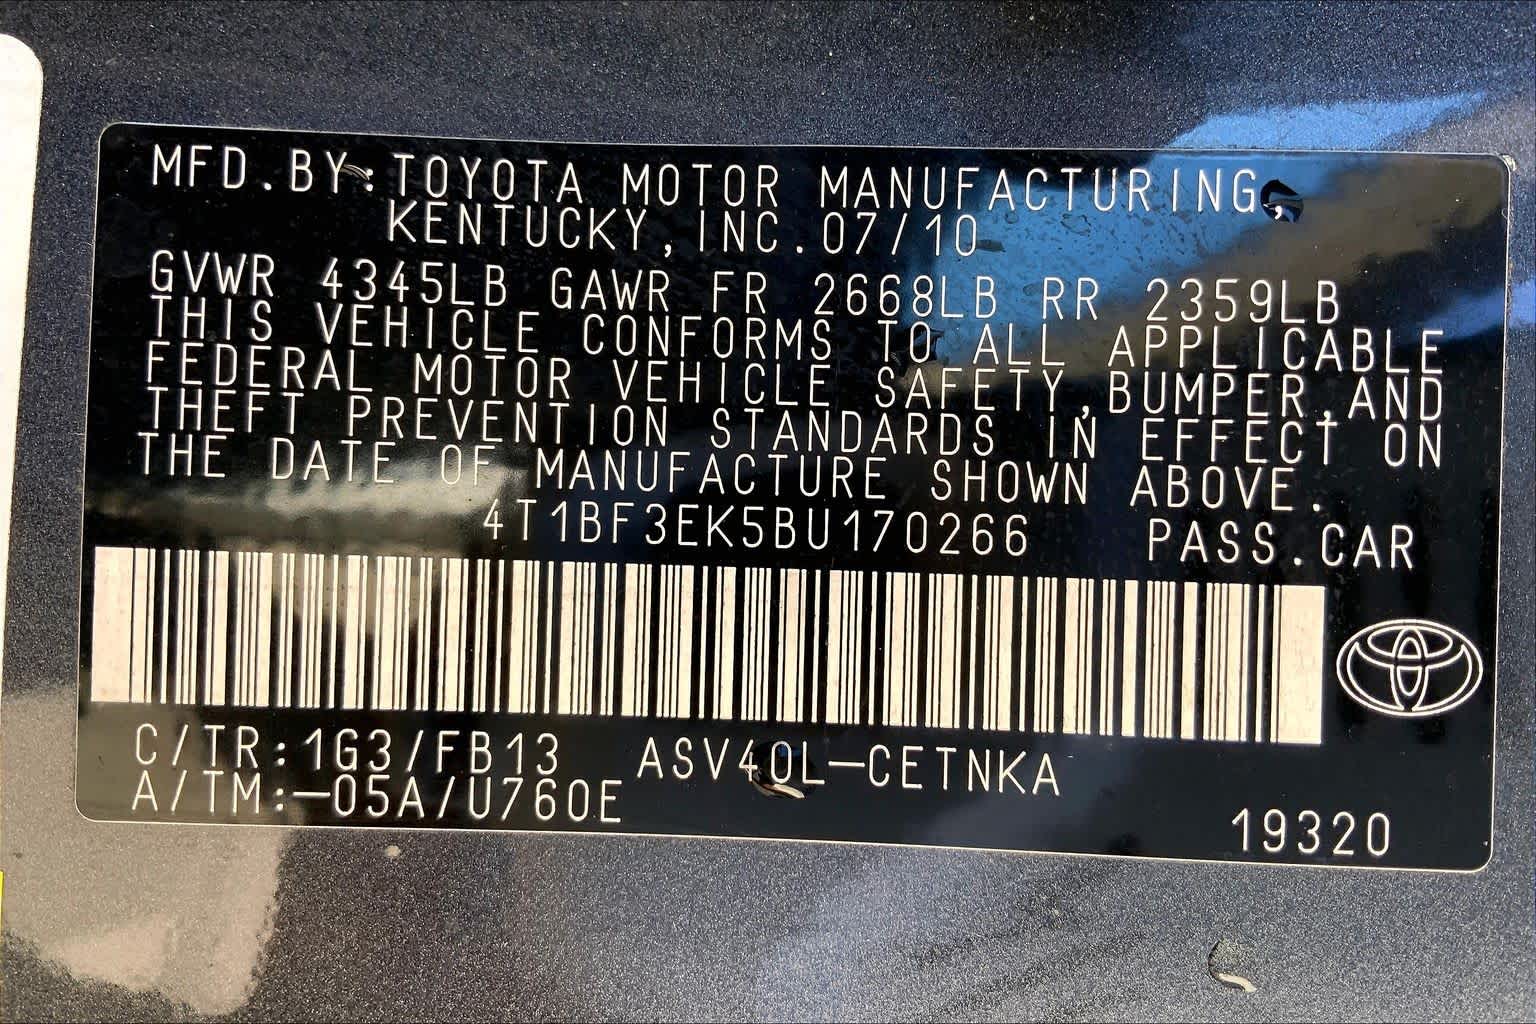 MFD.BY:TOYOTA MOTOR MANUFACTURING,
KENTUCKY,INC.07/10
GVWR 4345LB GAWR FR 2668LB RR 2359LB
THIS VEHICLE CONFORMS TO ALL APPLICABLE
FEDERAL MOTOR VEHICLE SAFETY,BUMPER,AND
THEFT PREVENTION STANDARDS IN EFFECT ON
THE DATE OF MANUFACTURE SHOWN ABOVE.
4T1BF3EK5BU170266 PASS.CAR
C/TR:1G3/FB13 ASV40L-CETNKA
A/TM:-05A/U760E
19320